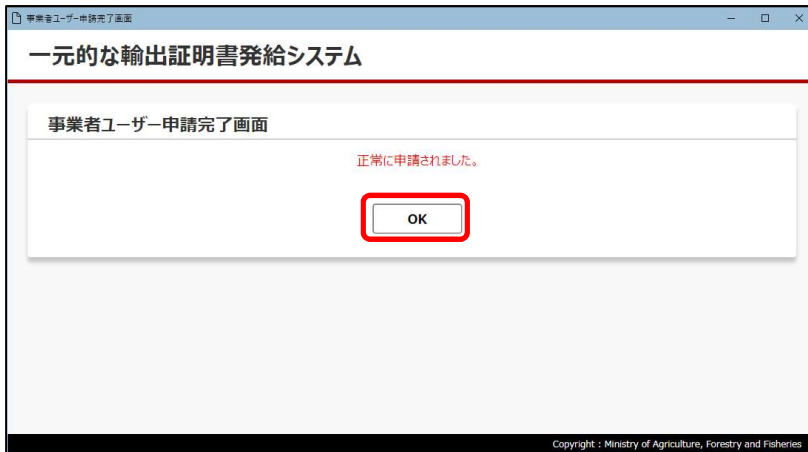 事業者ユーザー申請完了画面
一元的な輸出証明書発給システム
事業者ユーザー申請完了画面
正常に申請されました。
OK
Copyright : Ministry of Agriculture, Forestry and Fisheries